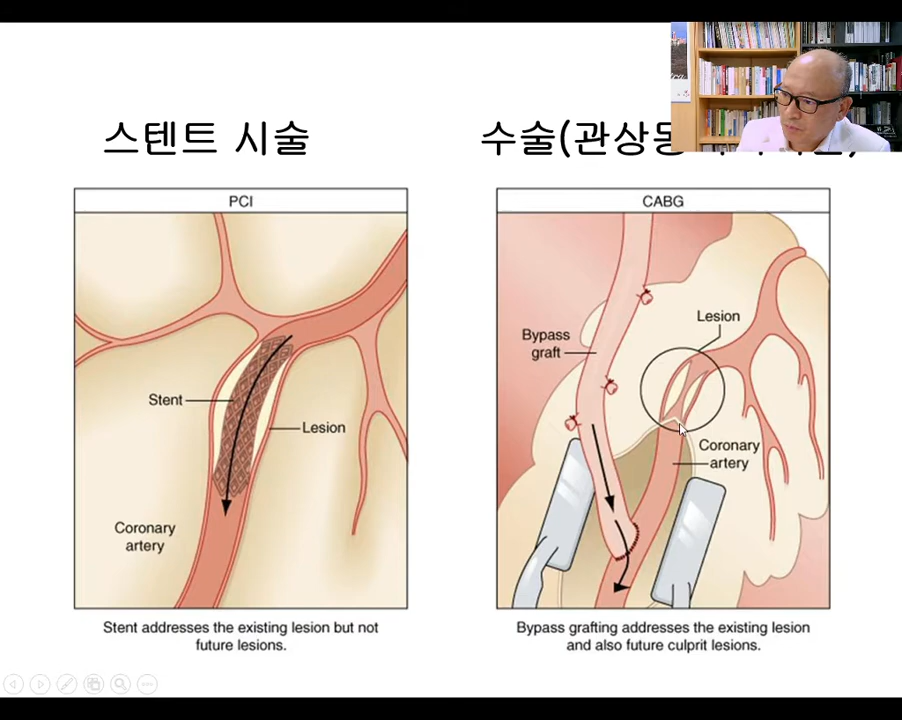 스텐트 시술
수술(관상동
PCI
Stent
Lesion
Coronary
artery
Stent addresses the existing lesion but not
future lesions.
CABG
Lesion
Bypass
graft
Coronary
artery
Bypass grafting addresses the existing lesion
and also future culprit lesions.